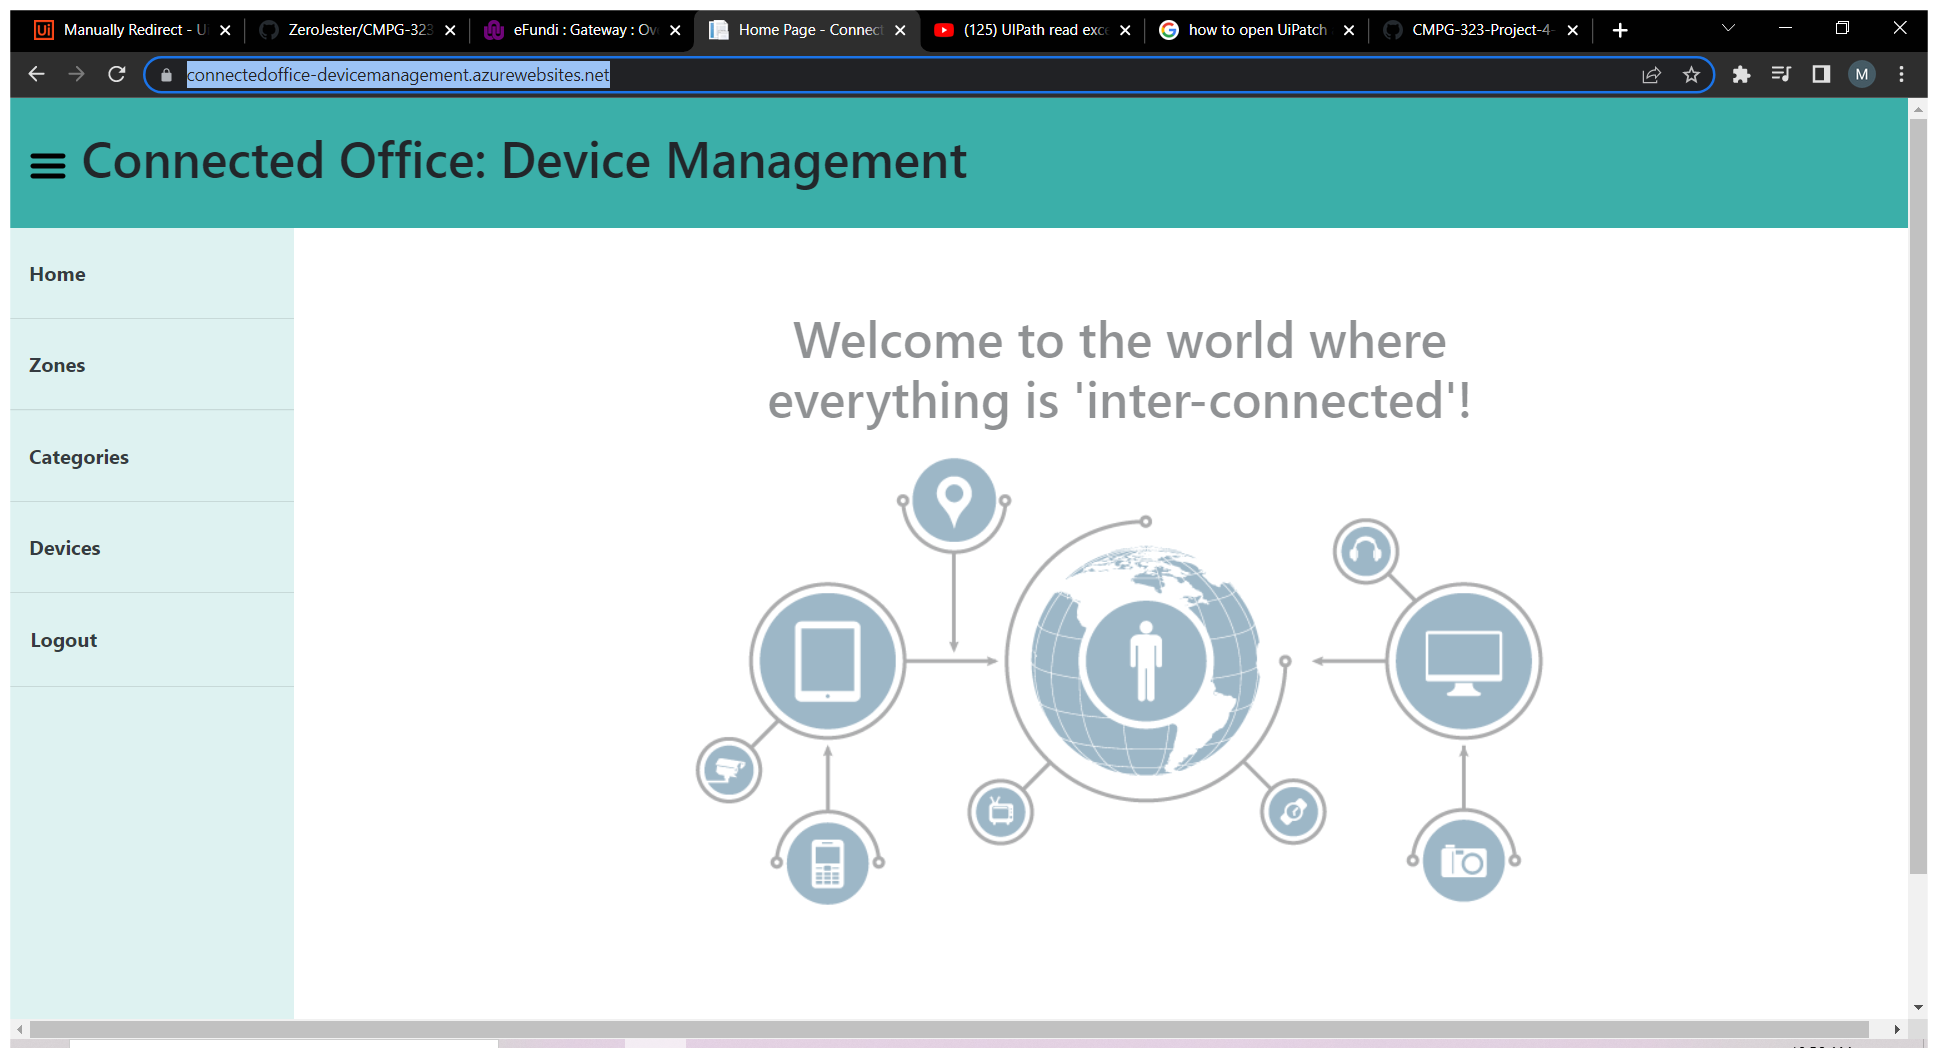 Ui Manually Redirect - U
ZeroJester/CMPG-323
eFundi : Gateway : Ov
Home Page - Connect
(125) UIPath read exce
how to open UiPatch
CMPG-323-Project-4-
connectedoffice-devicemanagement.azurewebsites.net
M
Connected Office: Device Management
Home
Zones
Categories
Devices
Logout
Welcome to the world where
everything is 'inter-connected'!